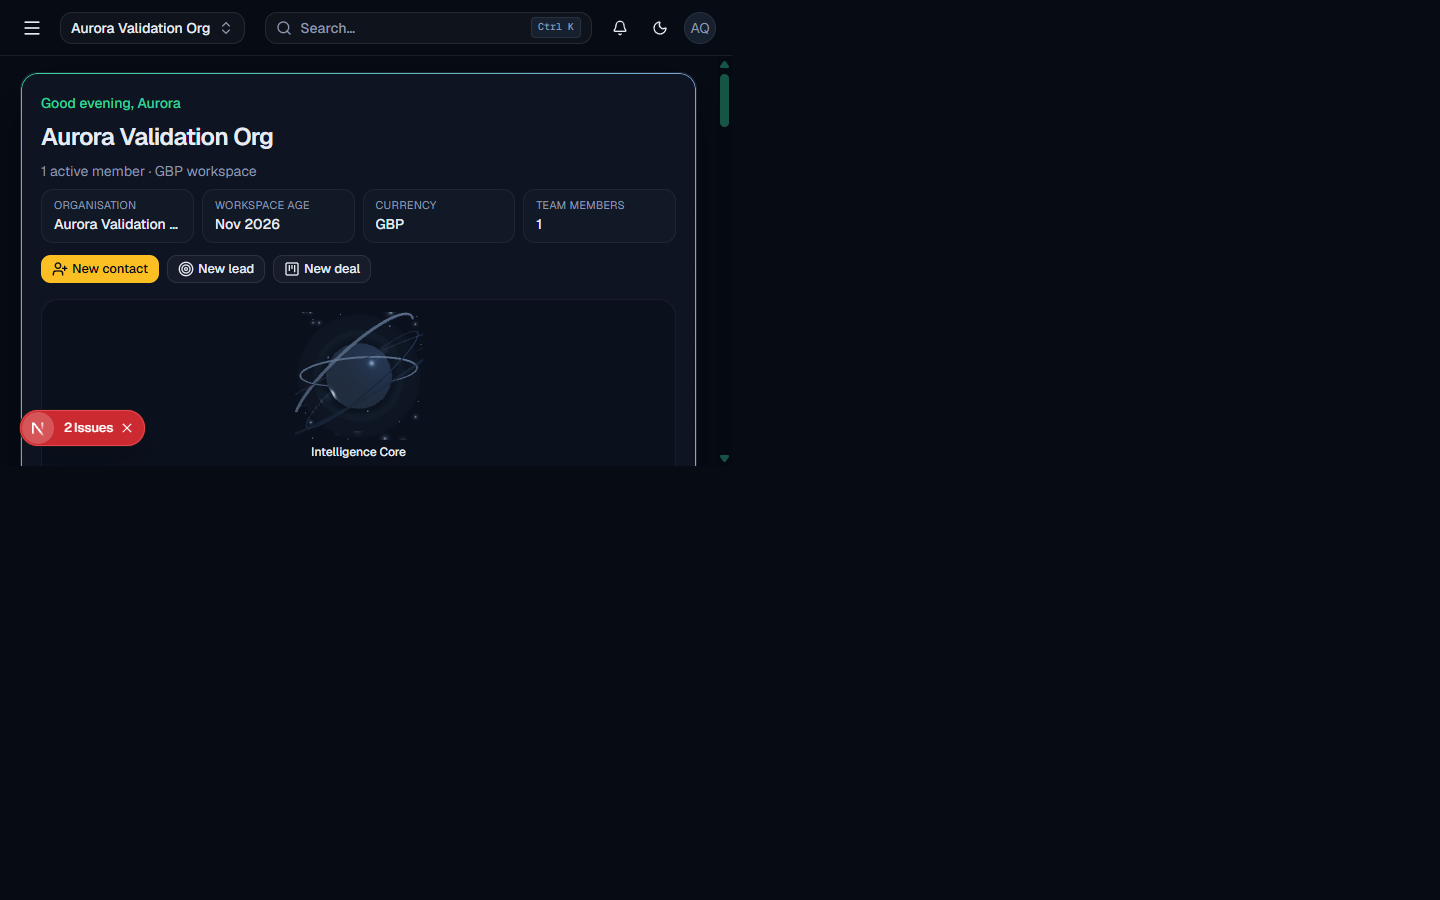 Aurora Validation Org
Search...
Ctrl K
AQ
Good evening, Aurora
Aurora Validation Org
1 active member · GBP workspace
ORGANISATION
Aurora Validation ...
WORKSPACE AGE
Nov 2026
CURRENCY
GBP
TEAM MEMBERS
1
New contact
New lead
New deal
Intelligence Core
N
2 Issues